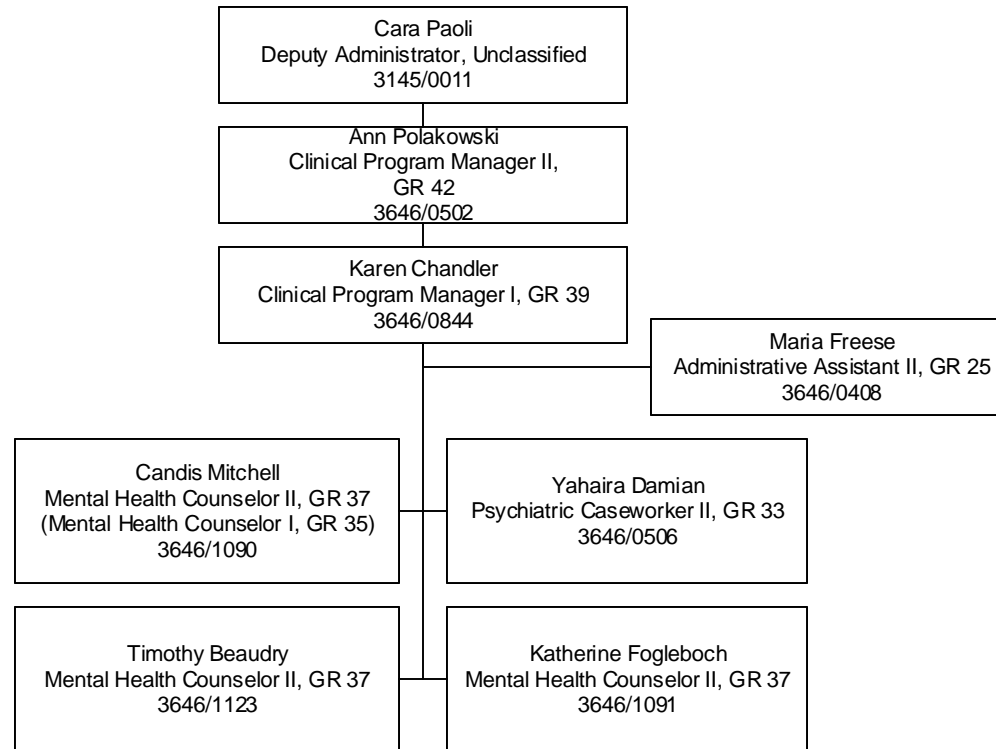 Cara Paoli
Deputy Administrator, Unclassified
3145/0011
Ann Polakowski
Clinical Program Manager II,
GR 42
3646/0502
Karen Chandler
Clinical Program Manager I, GR 39
3646/0844
Maria Freese
Administrative Assistant II, GR 25
3646/0408
Candis Mitchell
Mental Health Counselor II, GR 37
(Mental Health Counselor I, GR 35)
3646/1090
Yahaira Damian
Psychiatric Caseworker II, GR 33
3646/0506
Timothy Beaudry
Mental Health Counselor II, GR 37
3646/1123
Katherine Fogleboch
Mental Health Counselor II, GR 37
3646/1091